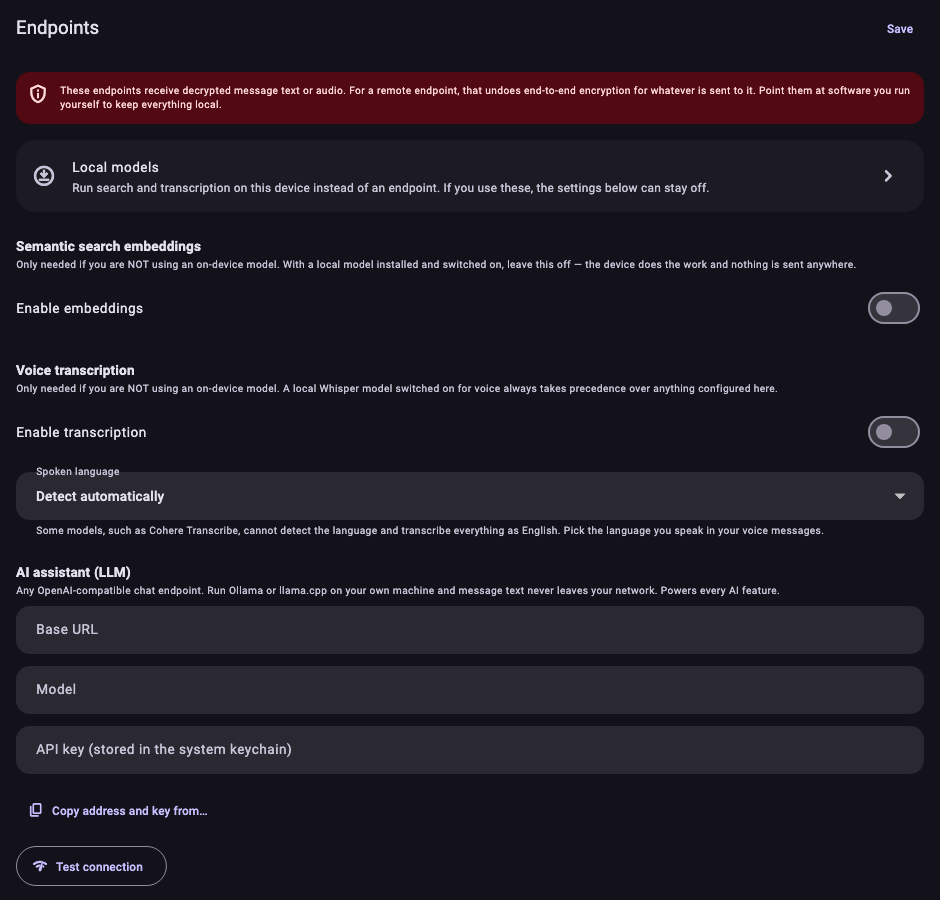 Endpoints
Save
These endpoints receive decrypted message text or audio. For a remote endpoint, that undoes end-to-end encryption for whatever is sent to it. Point them at software you run
yourself to keep everything local.
Local models
Run search and transcription on this device instead of an endpoint. If you use these, the settings below can stay off.
Semantic search embeddings
Only needed if you are NOT using an on-device model. With a local model installed and switched on, leave this off — the device does the work and nothing is sent anywhere.
Enable embeddings
Voice transcription
Only needed if you are NOT using an on-device model. A local Whisper model switched on for voice always takes precedence over anything configured here.
Enable transcription
Spoken language
Detect automatically
Some models, such as Cohere Transcribe, cannot detect the language and transcribe everything as English. Pick the language you speak in your voice messages.
AI assistant (LLM)
Any OpenAI-compatible chat endpoint. Run Ollama or llama.cpp on your own machine and message text never leaves your network. Powers every AI feature.
Base URL
Model
API key (stored in the system keychain)
Copy address and key from...
Test connection